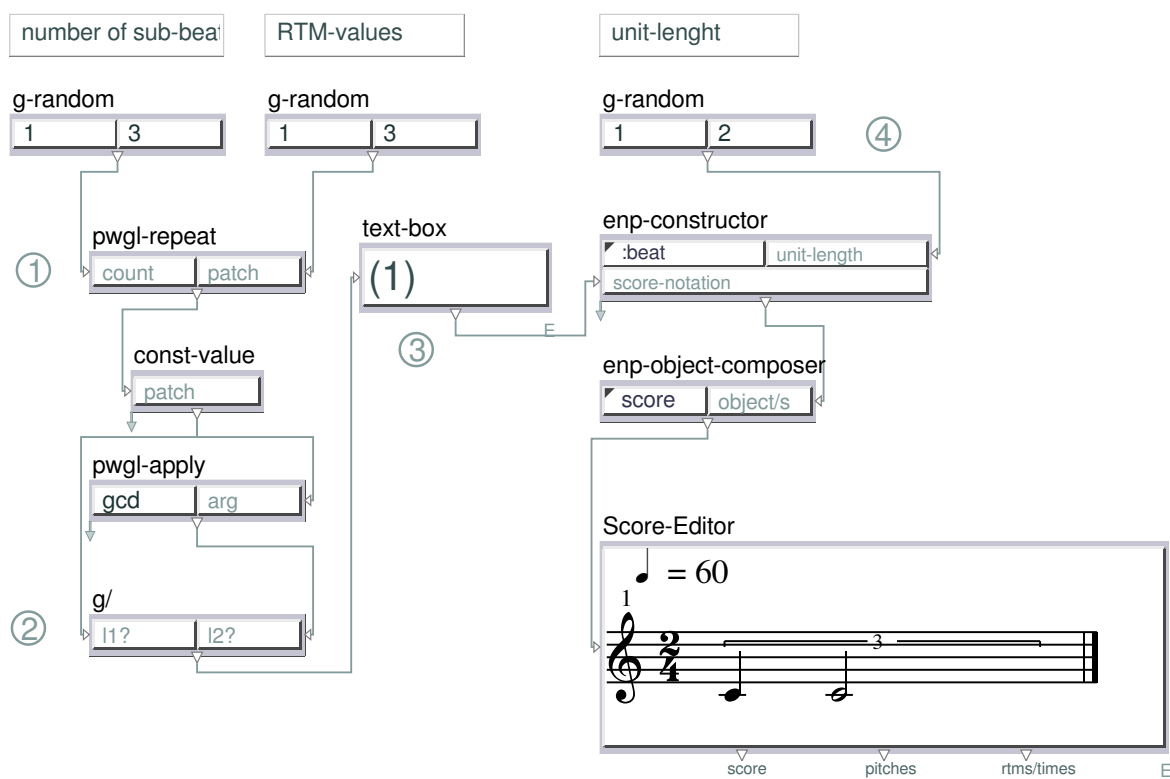 number of sub-bea
RTM-values
unit-lenght
g-random
1 3
g-random
1 3
g-random
1 2
④
pwgl-repeat
count patch
①
text-box
(1)
E
③
enp-constructor
:beat unit-length
score-notation
const-value
patch
enp-object-composer
score object/s
pwgl-apply
gcd arg
g/
l1? l2?
②
Score-Editor
= 60
1
3
2
4
score pitches rtms/times
E